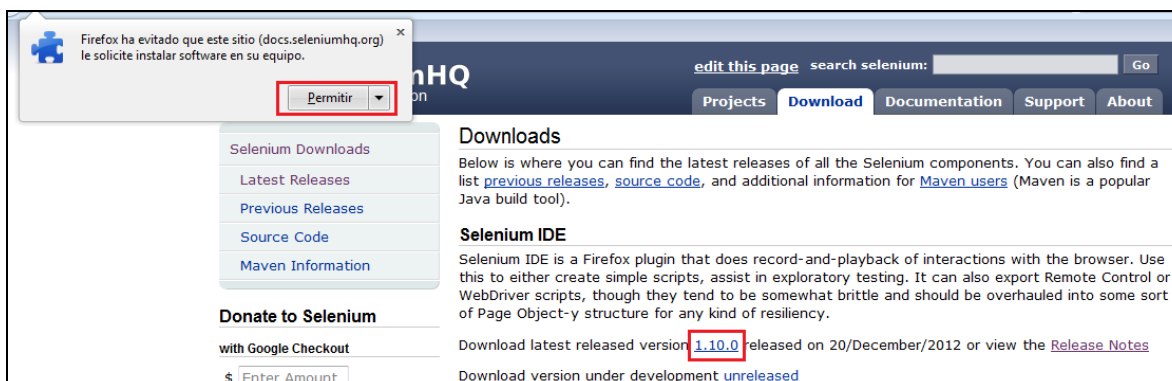 Firefox ha evitado que este sitio (docs.seleniumhq.org)
le solicite instalar software en su equipo.
Permitir
HQ
edit this page search selenium: Go
Projects Download Documentation Support About
Selenium Downloads
Latest Releases
Previous Releases
Source Code
Maven Information
Donate to Selenium
with Google Checkout
$ Enter Amount
Downloads
Below is where you can find the latest releases of all the Selenium components. You can also find a
list previous releases, source code, and additional information for Maven users (Maven is a popular
Java build tool).
Selenium IDE
Selenium IDE is a Firefox plugin that does record-and-playback of interactions with the browser. Use
this to either create simple scripts, assist in exploratory testing. It can also export Remote Control or
WebDriver scripts, though they tend to be somewhat brittle and should be overhauled into some sort
of Page Object-y structure for any kind of resiliency.
Download latest released version 1.10.0 released on 20/December/2012 or view the Release Notes
Download version under development unreleased